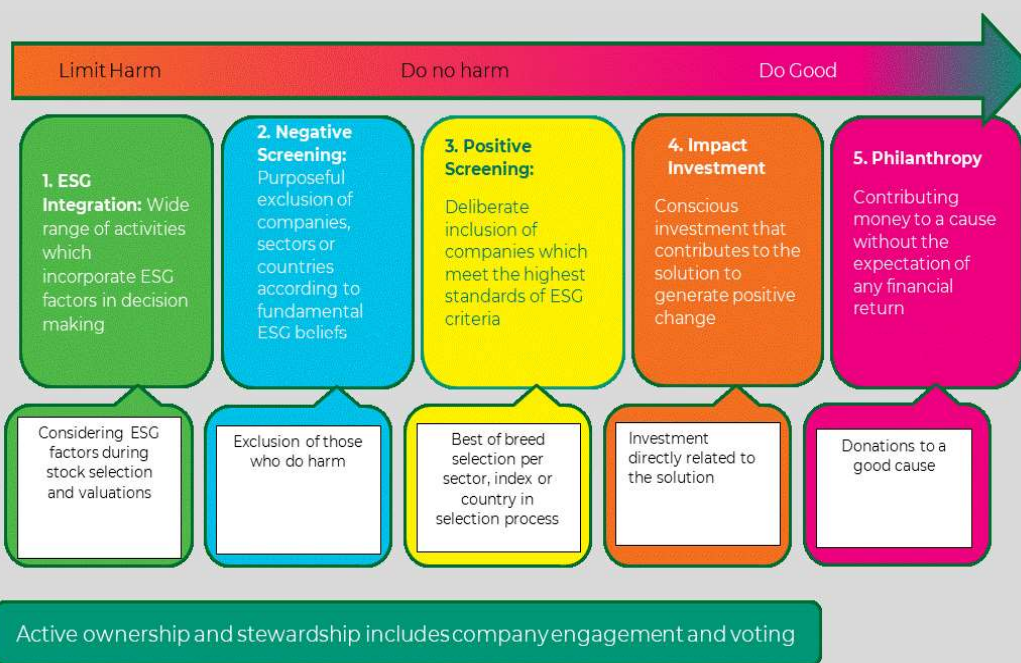 Limit Harm
Do no harm
Do Good
1. ESG
Integration: Wide
range of activities
which
incorporate ESG
factors in decision
making
2. Negative
Screening:
Purposeful
exclusion of
companies,
sectors or
countries
according to
fundamental
ESG beliefs
3. Positive
Screening:
Deliberate
inclusion of
companies which
meet the highest
standards of ESG
criteria
4. Impact
Investment
Conscious
investment that
contributes to the
solution to
generate positive
change
5. Philanthropy
Contributing
money to a cause
without the
expectation of
any financial
return
Considering ESG
factors during
stock selection
and valuations
Exclusion of those
who do harm
Best of breed
selection per
sector, index or
country in
selection process
Investment
directly related to
the solution
Donations to a
good cause
Active ownership and stewardship includes company engagement and voting